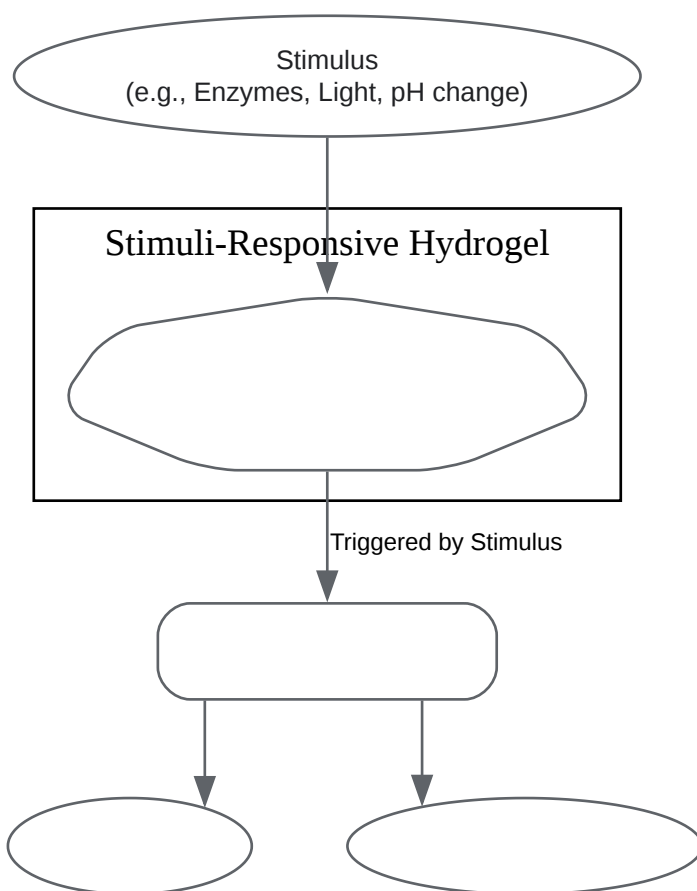 Stimulus
(e.g., Enzymes, Light, pH change)
Stimuli-Responsive Hydrogel
Triggered by Stimulus